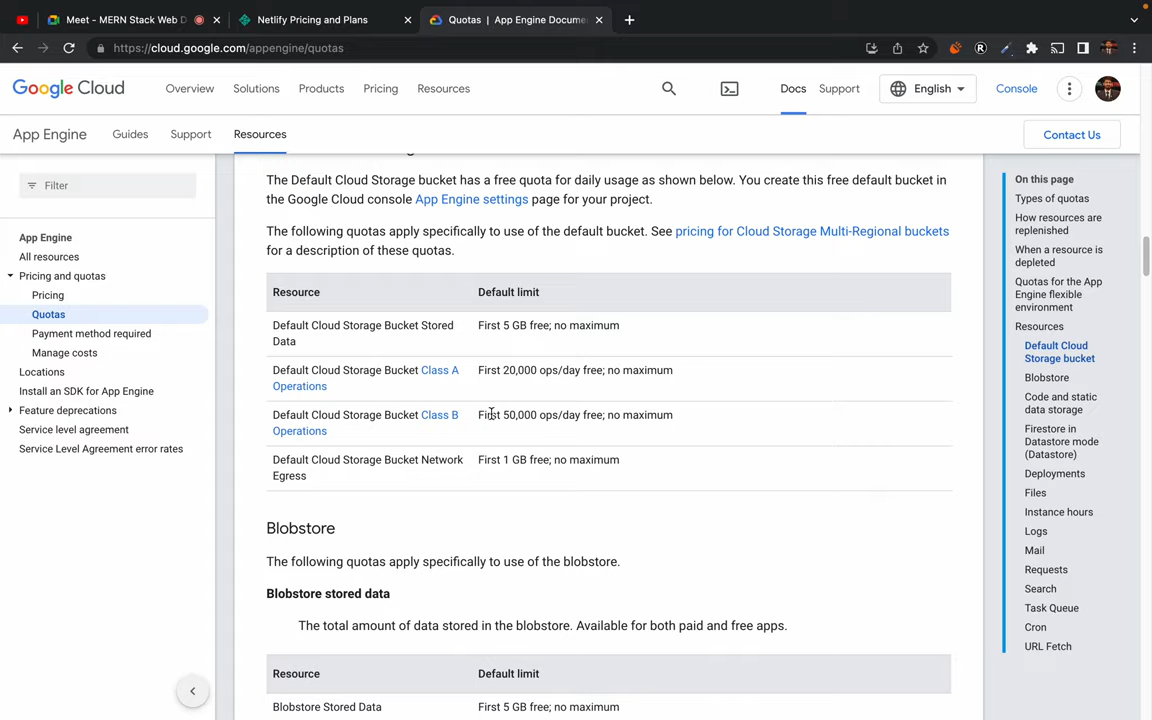 Meet - MERN Stack Web D
Netlify Pricing and Plans
Quotas | App Engine Docume
https://cloud.google.com/appengine/quotas
Google Cloud
Overview
Solutions
Products
Pricing
Resources
Docs
Support
English
Console
App Engine
Guides
Support
Resources
Contact Us
Filter
App Engine
All resources
Pricing and quotas
Pricing
Quotas
Payment method required
Manage costs
Locations
Install an SDK for App Engine
Feature deprecations
Service level agreement
Service Level Agreement error rates
The Default Cloud Storage bucket has a free quota for daily usage as shown below. You create this free default bucket in
the Google Cloud console App Engine settings page for your project.
The following quotas apply specifically to use of the default bucket. See pricing for Cloud Storage Multi-Regional buckets
for a description of these quotas.
Resource
Default limit
Default Cloud Storage Bucket Stored
Data
First 5 GB free; no maximum
Default Cloud Storage Bucket Class A
Operations
First 20,000 ops/day free; no maximum
Default Cloud Storage Bucket Class B
Operations
First 50,000 ops/day free; no maximum
Default Cloud Storage Bucket Network
Egress
First 1 GB free; no maximum
Blobstore
The following quotas apply specifically to use of the blobstore.
Blobstore stored data
The total amount of data stored in the blobstore. Available for both paid and free apps.
Resource
Default limit
Blobstore Stored Data
First 5 GB free; no maximum
On this page
Types of quotas
How resources are
replenished
When a resource is
depleted
Quotas for the App
Engine flexible
environment
Resources
Default Cloud
Storage bucket
Blobstore
Code and static
data storage
Firestore in
Datastore mode
(Datastore)
Deployments
Files
Instance hours
Logs
Mail
Requests
Search
Task Queue
Cron
URL Fetch